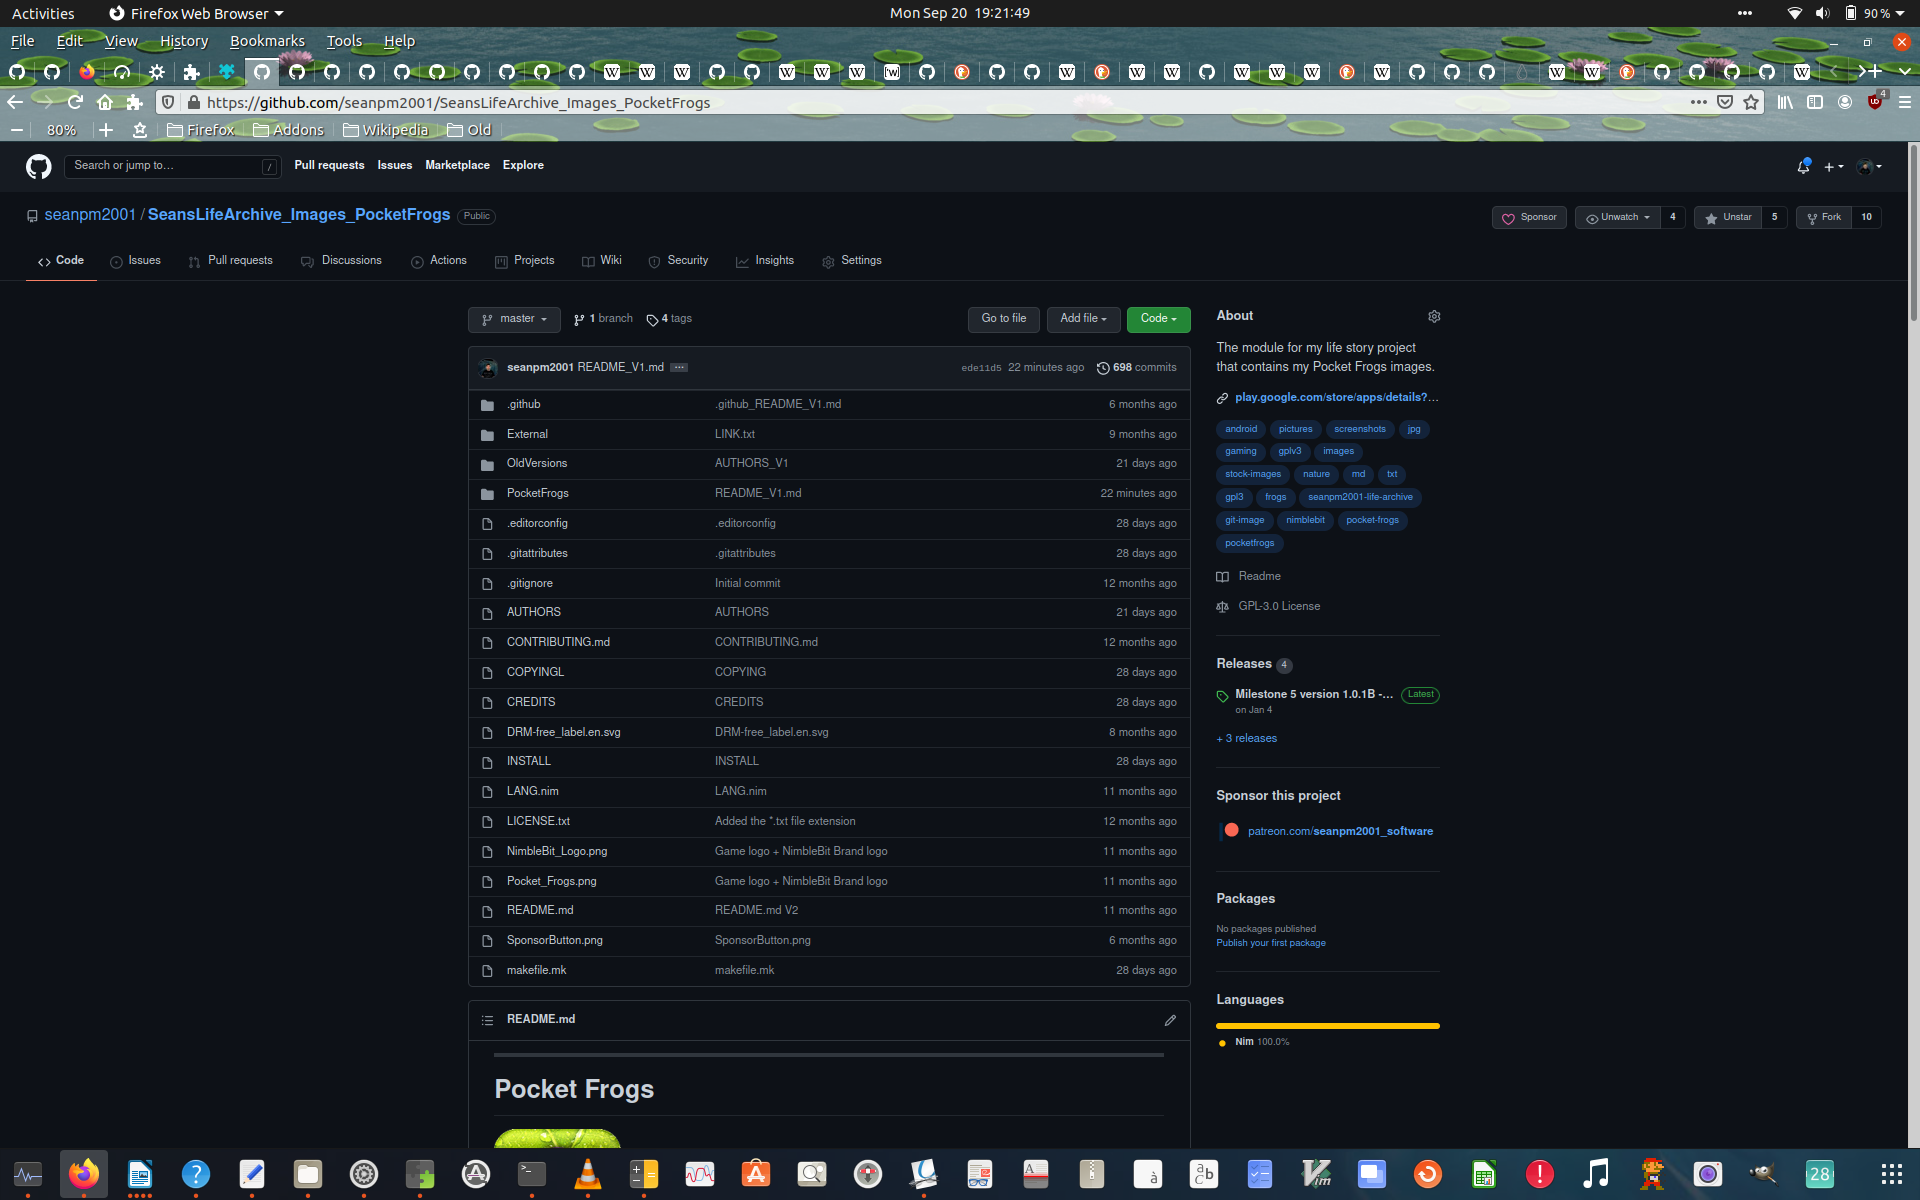 Activities
Firefox Web Browser
Mon Sep 20 19:21:49
90 %
File Edit View History Bookmarks Tools Help
https://github.com/seanpm2001/SeansLifeArchive_Images_PocketFrogs
4
80%
Firefox
Addons
Wikipedia
Old
Search or jump to...
/
Pull requests
Issues
Marketplace
Explore
seanpm2001 / SeansLifeArchive_Images_PocketFrogs
Public
Sponsor
Unwatch 4
Unstar 5
Fork 10
Code
Issues
Pull requests
Discussions
Actions
Projects
Wiki
Security
Insights
Settings
master
1 branch
4 tags
Go to file
Add file
Code
seanpm2001 README_V1.md
ede11d5 22 minutes ago
698 commits
.github .github_README_V1.md 6 months ago
External LINK.txt 9 months ago
OldVersions AUTHORS_V1 21 days ago
PocketFrogs README_V1.md 22 minutes ago
.editorconfig .editorconfig 28 days ago
.gitattributes .gitattributes 28 days ago
.gitignore Initial commit 12 months ago
AUTHORS AUTHORS 21 days ago
CONTRIBUTING.md CONTRIBUTING.md 12 months ago
COPYINGL COPYING 28 days ago
CREDITS CREDITS 28 days ago
DRM-free_label.en.svg DRM-free_label.en.svg 8 months ago
INSTALL INSTALL 28 days ago
LANG.nim LANG.nim 11 months ago
LICENSE.txt Added the *.txt file extension 12 months ago
NimbleBit_Logo.png Game logo + NimbleBit Brand logo 11 months ago
Pocket_Frogs.png Game logo + NimbleBit Brand logo 11 months ago
README.md README.md V2 11 months ago
SponsorButton.png SponsorButton.png 6 months ago
makefile.mk makefile.mk 28 days ago
README.md
Pocket Frogs
About
The module for my life story project
that contains my Pocket Frogs images.
play.google.com/store/apps/details?...
android pictures screenshots jpg
gaming gplv3 images
stock-images nature md txt
gpl3 frogs seanpm2001-life-archive
git-image nimblebit pocket-frogs
pocketfrogs
Readme
GPL-3.0 License
Releases 4
Milestone 5 version 1.0.1B -... Latest
on Jan 4
+ 3 releases
Sponsor this project
patreon.com/seanpm2001_software
Packages
No packages published
Publish your first package
Languages
Nim 100.0%
28